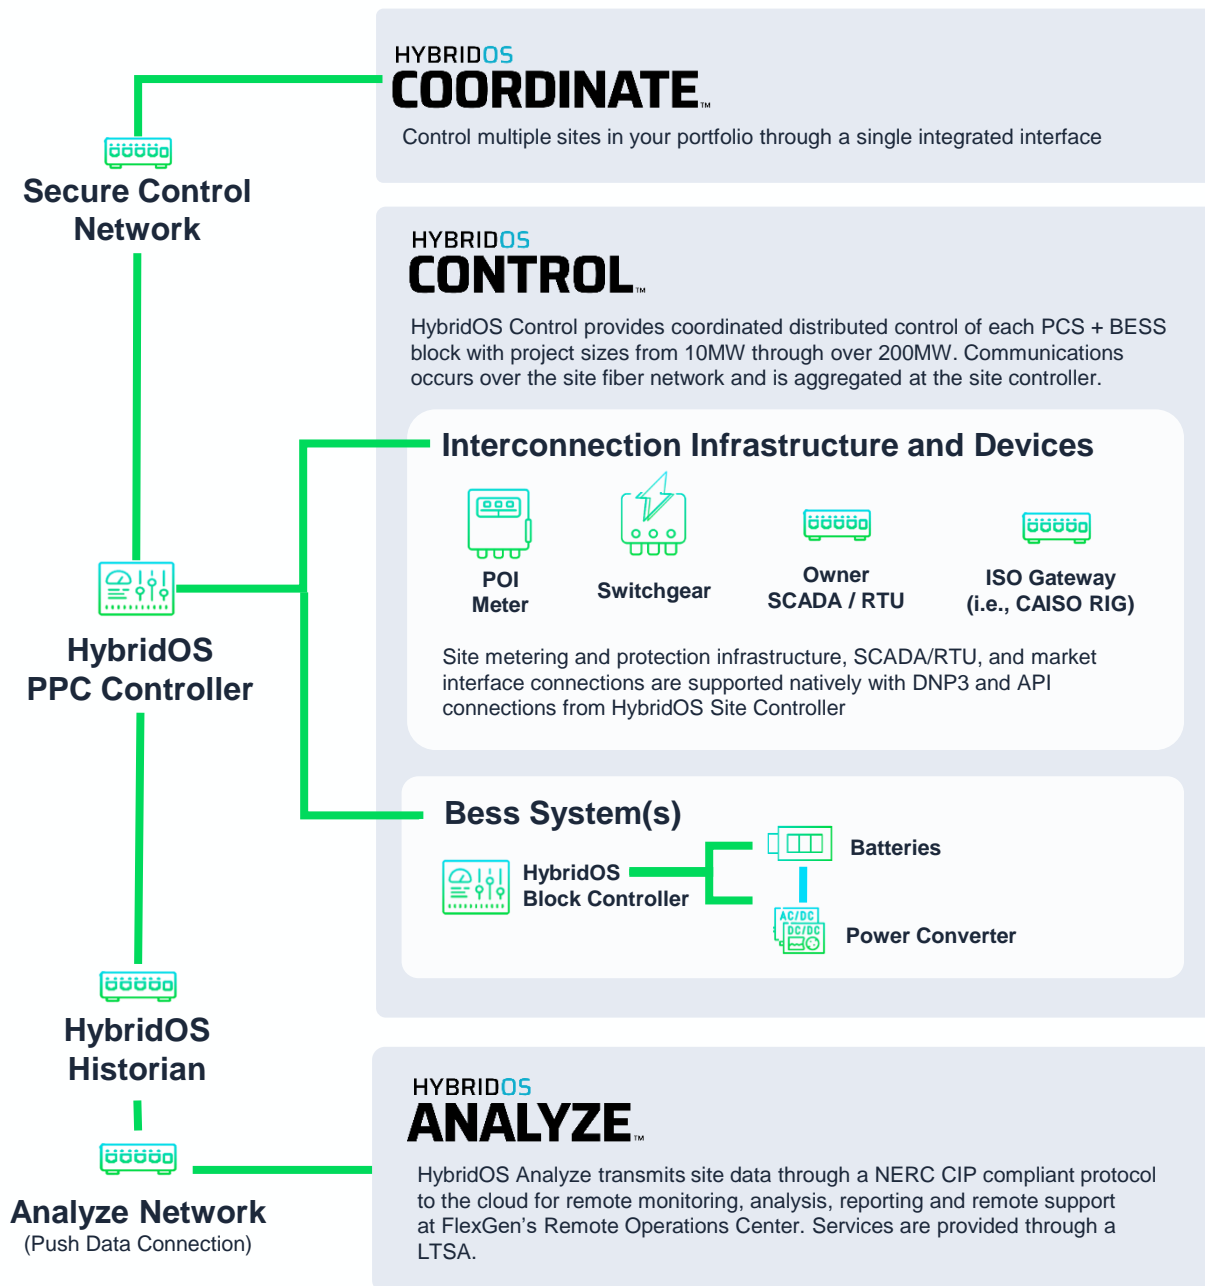 HYBRIDOS
COORDINATE™
Control multiple sites in your portfolio through a single integrated interface
Secure Control
Network
HYBRIDOS
CONTROL™
HybridOS Control provides coordinated distributed control of each PCS + BESS
block with project sizes from 10MW through over 200MW. Communications
occurs over the site fiber network and is aggregated at the site controller.
Interconnection Infrastructure and Devices
POI
Meter
Switchgear
Owner
SCADA / RTU
ISO Gateway
(i.e., CAISO RIG)
Site metering and protection infrastructure, SCADA/RTU, and market
interface connections are supported natively with DNP3 and API
connections from HybridOS Site Controller
HybridOS
PPC Controller
Bess System(s)
HybridOS
Block Controller
Batteries
AC/DC
DC/DC
Power Converter
HybridOS
Historian
HYBRIDOS
ANALYZE™
HybridOS Analyze transmits site data through a NERC CIP compliant protocol
to the cloud for remote monitoring, analysis, reporting and remote support
at FlexGen's Remote Operations Center. Services are provided through a
LTSA.
Analyze Network
(Push Data Connection)